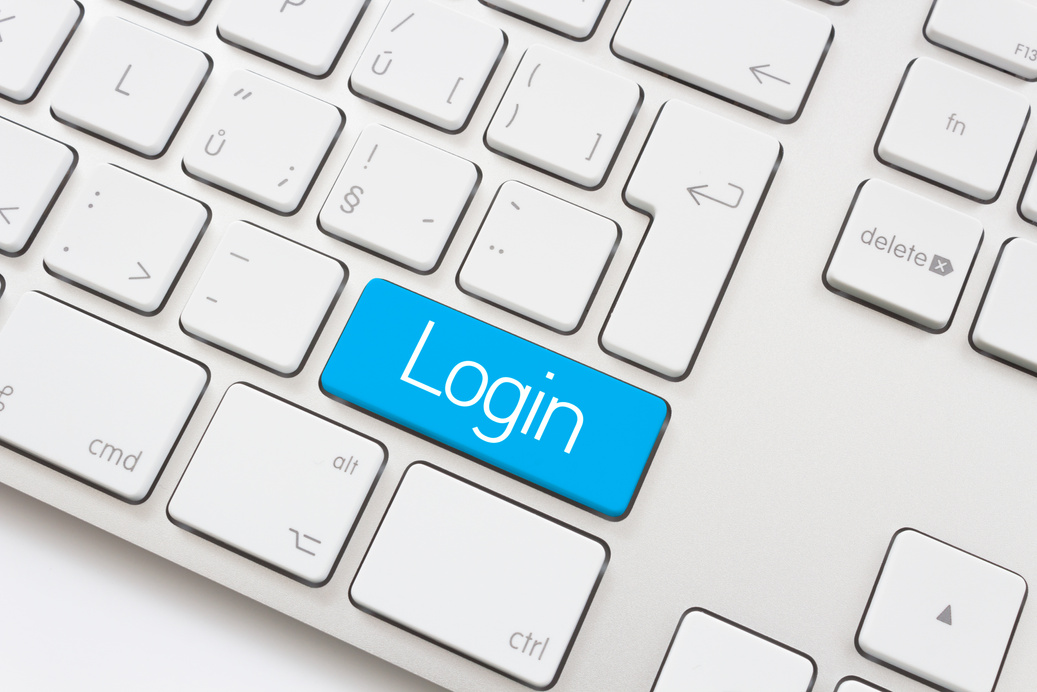 K
P
/
Ú [
F13
L
(
) ]
fn
”
Ů ;
!
§ -
delete
<
:
. >
–
-
Login
cmd
alt
ctrl